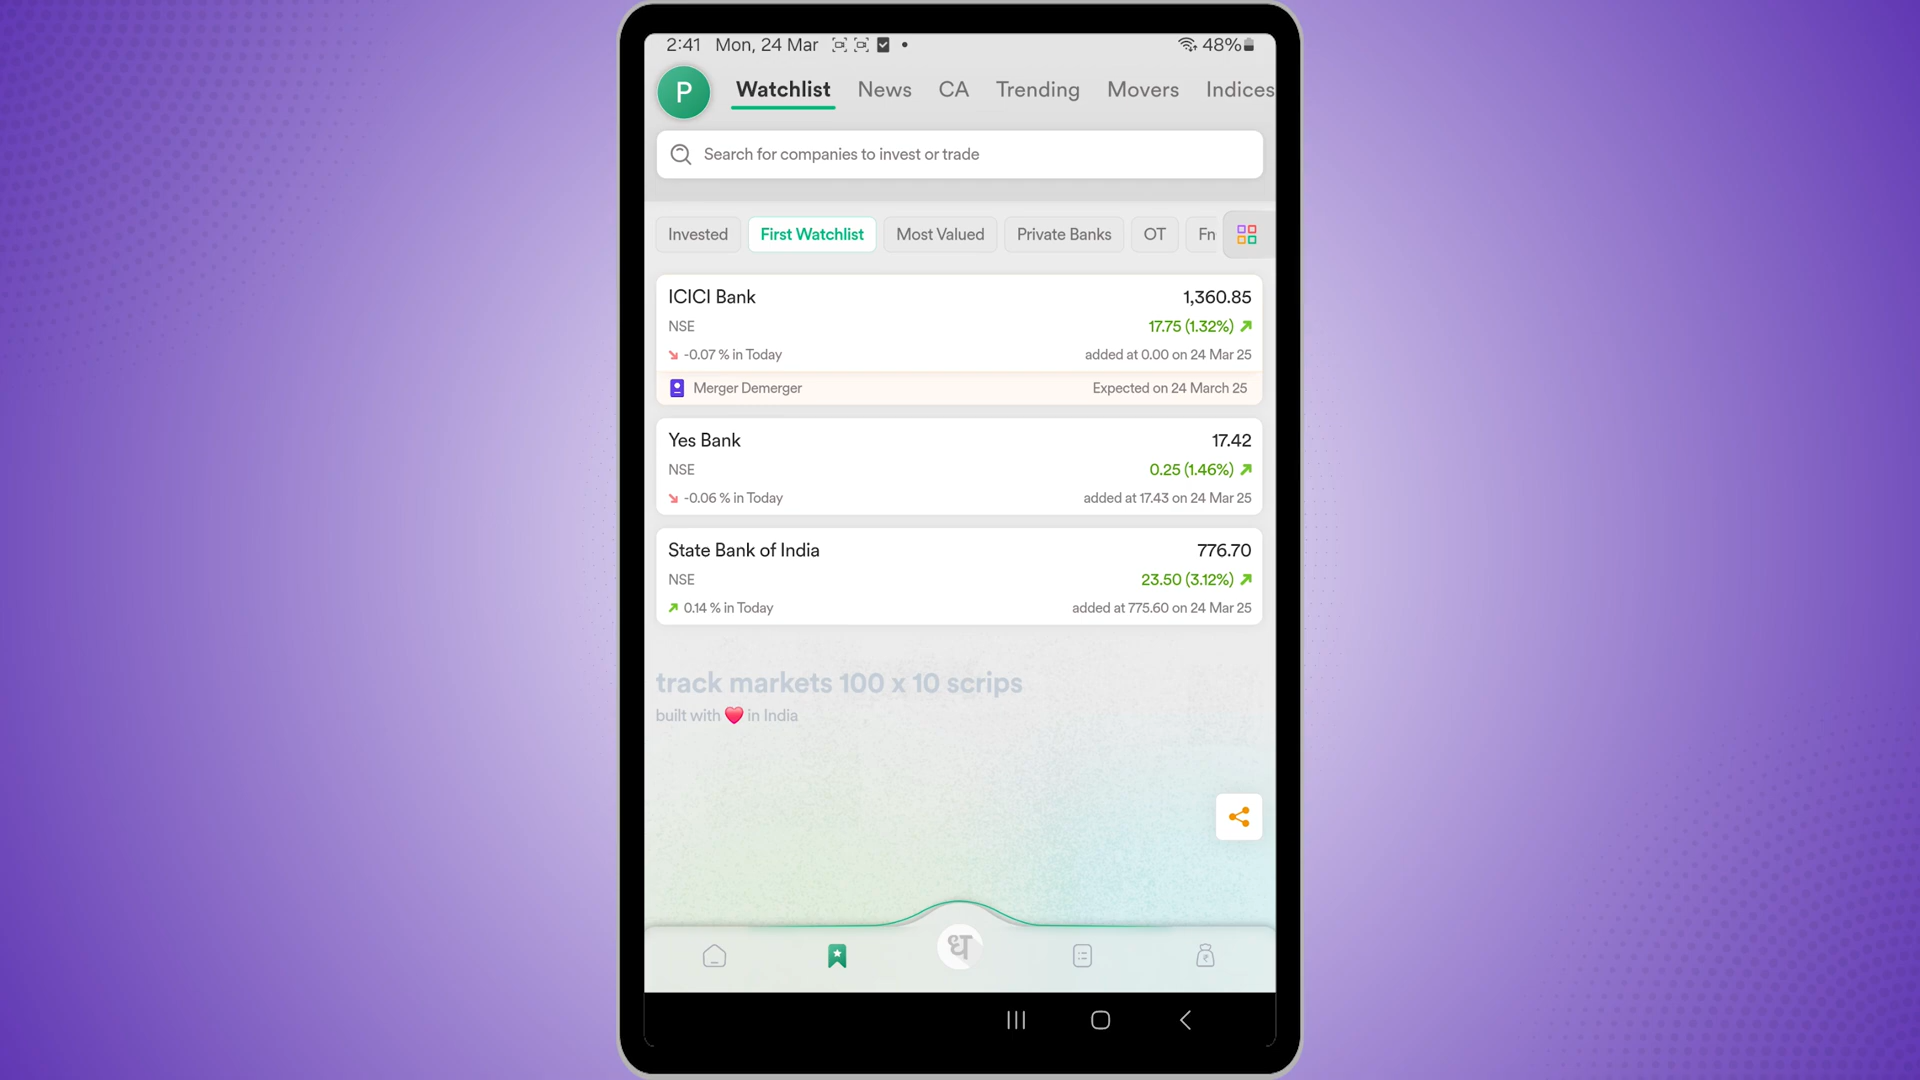 2:41 Mon, 24 Mar
48%
P
Watchlist News CA Trending Movers Indices
Search for companies to invest or trade
Invested First Watchlist Most Valued Private Banks OT Fn
ICICI Bank 1,360.85
NSE 17.75 (1.32%)
-0.07 % in Today added at 0.00 on 24 Mar 25
Merger Demerger Expected on 24 March 25
Yes Bank 17.42
NSE 0.25 (1.46%)
-0.06 % in Today added at 17.43 on 24 Mar 25
State Bank of India 776.70
NSE 23.50 (3.12%)
0.14 % in Today added at 775.60 on 24 Mar 25
track markets 100 x 10 scrips
built with ❤️ in India
ध
₹